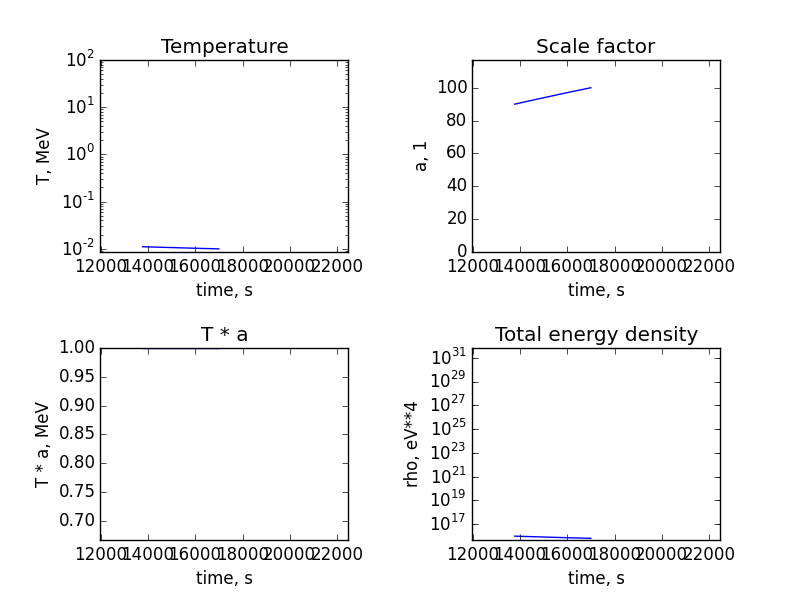 Temperature
T, MeV
10^2
10^1
10^0
10^-1
10^-2
12000 14000 16000 18000 20000 22000
time, s
Scale factor
a, 1
100
80
60
40
20
0
12000 14000 16000 18000 20000 22000
time, s
T * a
T * a, MeV
1.00
0.95
0.90
0.85
0.80
0.75
0.70
12000 14000 16000 18000 20000 22000
time, s
Total energy density
rho, eV**4
10^31
10^29
10^27
10^25
10^23
10^21
10^19
10^17
12000 14000 16000 18000 20000 22000
time, s